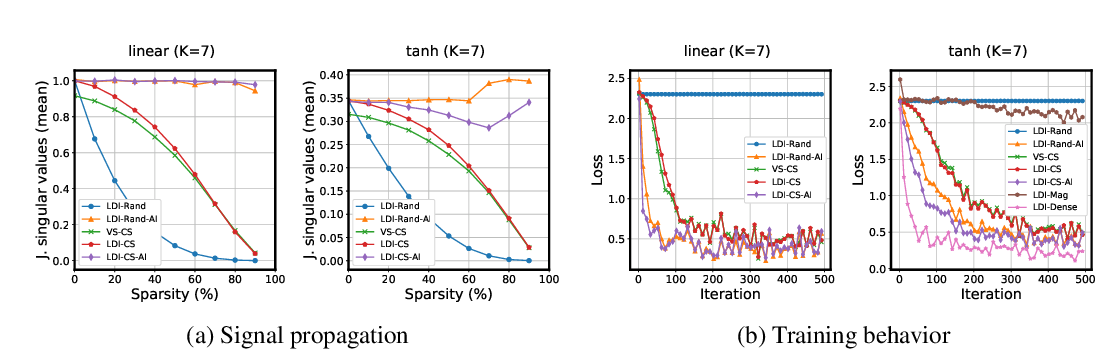 linear (K=7)
J. singular values (mean)
1.0
0.8
0.6
0.4
0.2
0.0
LDI-Rand
LDI-Rand-AI
VS-CS
LDI-CS
LDI-CS-AI
0 20 40 60 80 100
Sparsity (%)
tanh (K=7)
J. singular values (mean)
0.40
0.35
0.30
0.25
0.20
0.15
0.10
0.05
0.00
LDI-Rand
LDI-Rand-AI
VS-CS
LDI-CS
LDI-CS-AI
0 20 40 60 80 100
Sparsity (%)
(a) Signal propagation
linear (K=7)
Loss
2.5
2.0
1.5
1.0
0.5
LDI-Rand
LDI-Rand-AI
VS-CS
LDI-CS
LDI-CS-AI
0 100 200 300 400 500
Iteration
tanh (K=7)
Loss
2.5
2.0
1.5
1.0
0.5
0.0
LDI-Rand
LDI-Rand-AI
VS-CS
LDI-CS
LDI-CS-AI
LDI-Mag
LDI-Dense
0 100 200 300 400 500
Iteration
(b) Training behavior